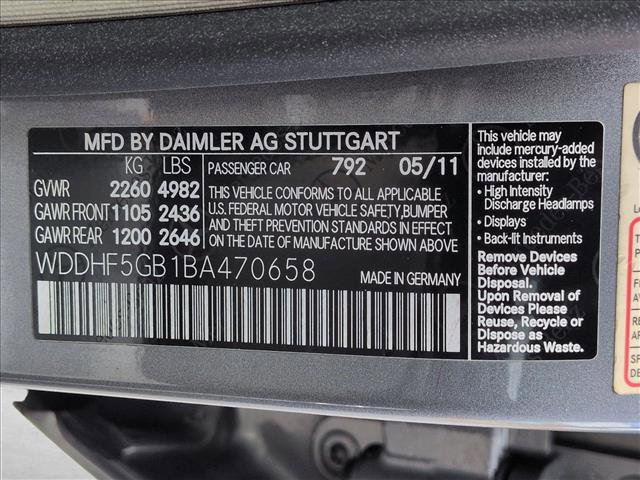 MFD BY DAIMLER AG STUTTGART
KG LBS
GVWR 2260 4982
GAWR FRONT 1105 2436
GAWR REAR 1200 2646
PASSENGER CAR 792 05/11
THIS VEHICLE CONFORMS TO ALL APPLICABLE
U.S. FEDERAL MOTOR VEHICLE SAFETY,BUMPER
AND THEFT PREVENTION STANDARDS IN EFFECT
ON THE DATE OF MANUFACTURE SHOWN ABOVE.
WDDHF5GB1BA470658
MADE IN GERMANY
This vehicle may
include mercury-added
devices installed by the
manufacturer:
• High Intensity
Discharge Headlamps
• Displays
• Back-lit Instruments
Remove Devices
Before Vehicle
Disposal.
Upon Removal of
Devices Please
Reuse, Recycle or
Dispose as
Hazardous Waste.